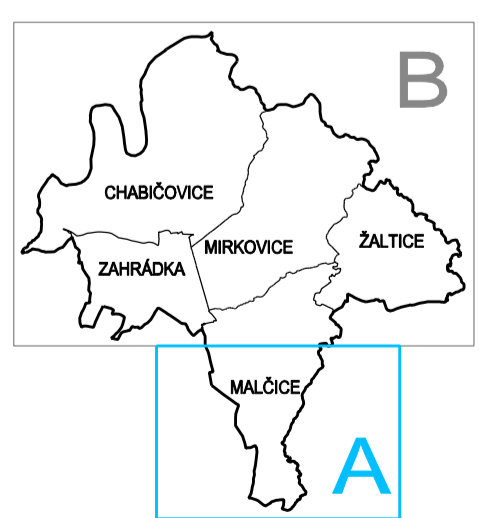 B
CHABIČOVICE
MIRKOVICE
ŽALTICE
ZAHRÁDKA
MALČICE
A